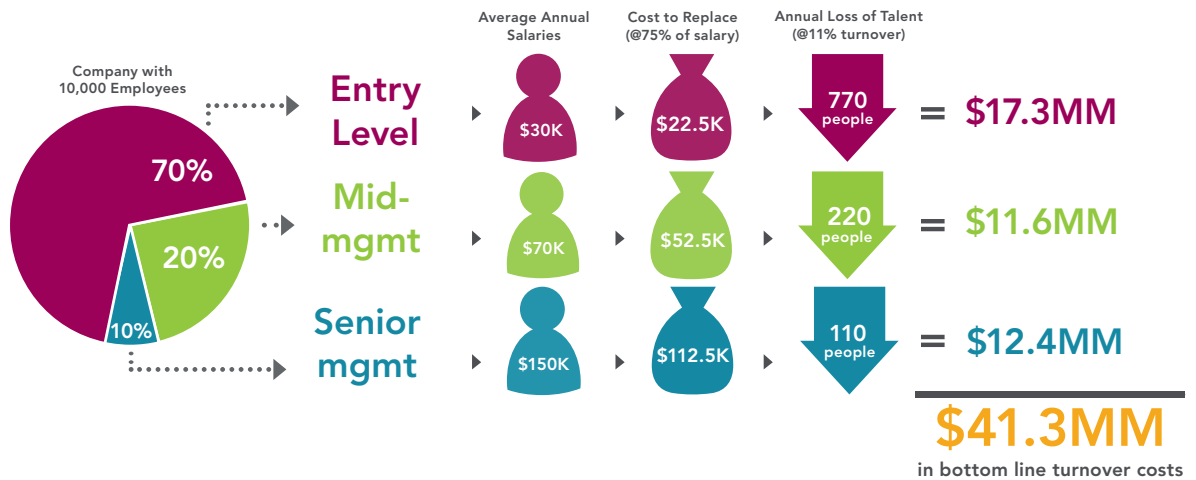 Average Annual
Salaries
Cost to Replace
(@75% of salary)
Annual Loss of Talent
(@11% turnover)
Company with
10,000 Employees
70%
20%
10%
Entry
Level
$30K
$22.5K
770
people
= $17.3MM
Mid-
mgmt
$70K
$52.5K
220
people
= $11.6MM
Senior
mgmt
$150K
$112.5K
110
people
= $12.4MM
$41.3MM
in bottom line turnover costs